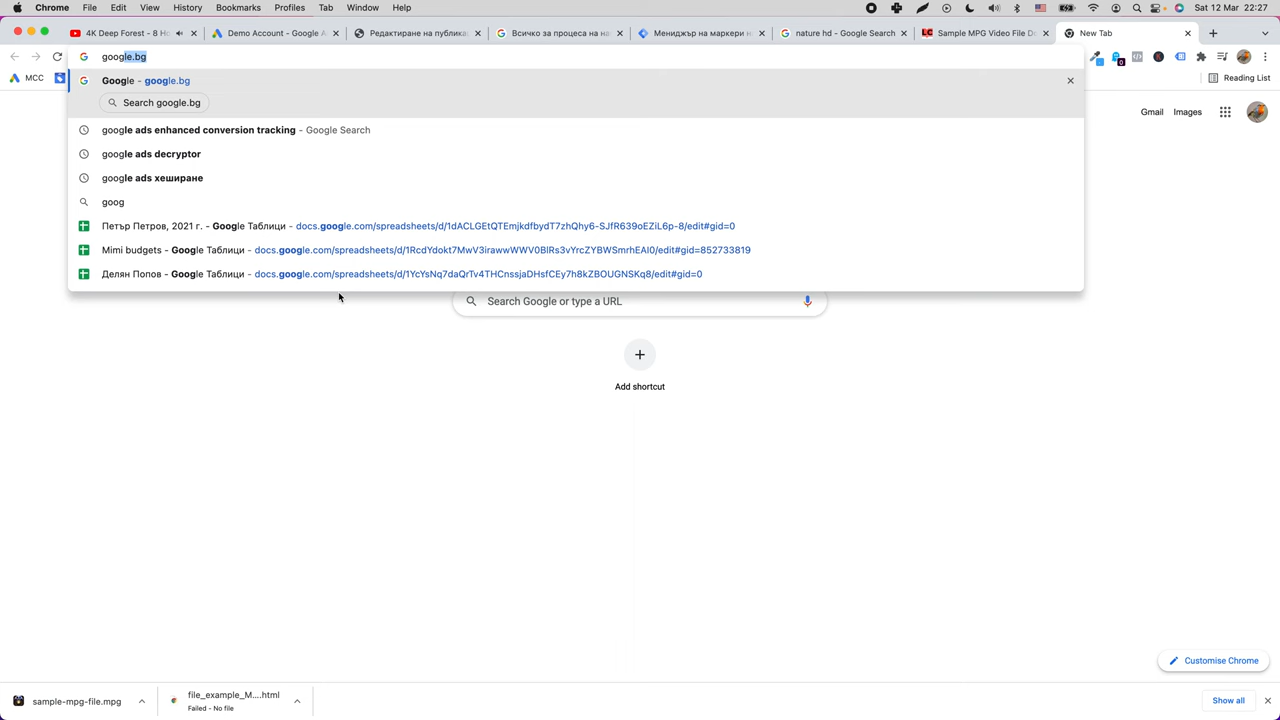 Chrome File Edit View History Bookmarks Profiles Tab Window Help Sat 12 Mar 22:27
4K Deep Forest - 8 Ho Demo Account - Google A Редактиране на публика Всичко за процеса на на Мениджър на маркери н nature hd - Google Search Sample MPG Video File Do New Tab
google.bg
MCC Google - google.bg Reading List
Search google.bg
Gmail Images
google ads enhanced conversion tracking - Google Search
google ads decryptor
google ads хеширане
goog
Петър Петров, 2021 г. - Google Таблици - docs.google.com/spreadsheets/d/1dACLGEtQTEmjkdfbydT7zhQhy6-SJfR639oEZiL6p-8/edit#gid=0
Mimi budgets - Google Таблици - docs.google.com/spreadsheets/d/1RcdYdokt7MwV3irawwWWV0BlRs3vYrcZYBWSmrhEAI0/edit#gid=852733819
Делян Попов - Google Таблици - docs.google.com/spreadsheets/d/1YcYsNq7daQrTv4THCnssjaDHsfCEy7h8kZBOUGNSKq8/edit#gid=0
Search Google or type a URL
Add shortcut
Customise Chrome
sample-mpg-file.mpg file_example_M....html Show all
Failed - No file